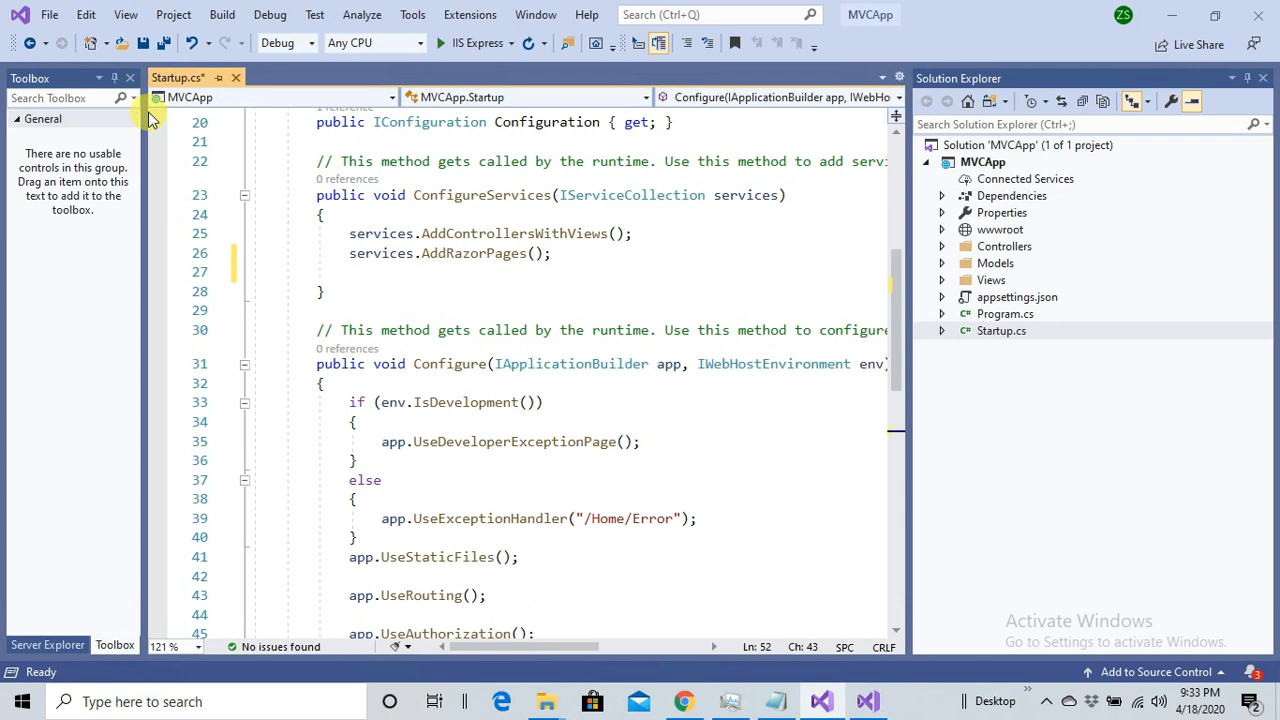 File Edit View Project Build Debug Test Analyze Tools Extensions Window Help Search (Ctrl+Q) MVCApp ZS
Debug Any CPU IIS Express Live Share
Toolbox
Search Toolbox
General
There are no usable
controls in this group.
Drag an item onto this
text to add it to the
toolbox.
Server Explorer Toolbox
Startup.cs*
MVCApp MVCApp.Startup Configure(IApplicationBuilder app, IWebHo
20 public IConfiguration Configuration { get; }
21
22 // This method gets called by the runtime. Use this method to add servi
0 references
23 public void ConfigureServices(IServiceCollection services)
24 {
25 services.AddControllersWithViews();
26 services.AddRazorPages();
27
28 }
29
30 // This method gets called by the runtime. Use this method to configure
0 references
31 public void Configure(IApplicationBuilder app, IWebHostEnvironment env)
32 {
33 if (env.IsDevelopment())
34 {
35 app.UseDeveloperExceptionPage();
36 }
37 else
38 {
39 app.UseExceptionHandler("/Home/Error");
40 }
41 app.UseStaticFiles();
42
43 app.UseRouting();
44
45 app.UseAuthorization();
121 % No issues found Ln: 52 Ch: 43 SPC CRLF
Solution Explorer
Search Solution Explorer (Ctrl+;)
Solution 'MVCApp' (1 of 1 project)
MVCApp
Connected Services
Dependencies
Properties
wwwroot
Controllers
Models
Views
appsettings.json
Program.cs
Startup.cs
Activate Windows
Go to Settings to activate Windows.
Ready Add to Source Control 3
Type here to search Desktop 9:33 PM
4/18/2020 2